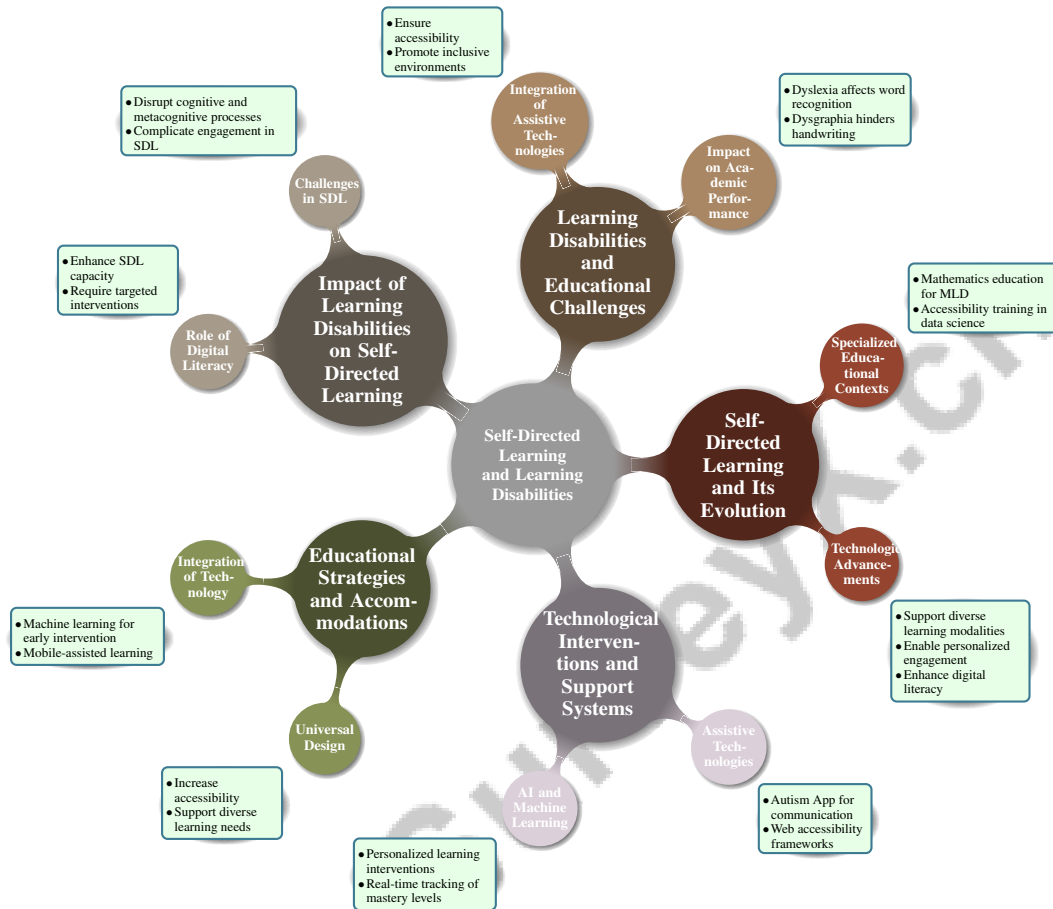 Self-Directed
Learning
and Learning
Disabilities
Learning
Disabilities
and
Educational
Challenges
Integration
of
Assistive
Assistive Tech-
nologies
● Ensure
accessibility
● Promote inclusive
environments
Impact
on Aca-
demic
Perfor-
mance
● Dyslexia affects word
recognition
● Dysgraphia hinders
handwriting
Impact of
Learning
Disabilities
on Self-
Directed
Learning
Challenges
in SDL
● Disrupt cognitive and
metacognitive processes
● Complicate engagement in
SDL
Role of
Digital
Literacy
● Enhance SDL
capacity
● Require targeted
interventions
Self-
Directed
Learning
and Its
Evolution
Specialized
Educa-
tional
Contexts
● Mathematics education
for MLD
● Accessibility training in
data science
Technological
Advance-
ments
● Support diverse
learning modalities
● Enable personalized
engagement
● Enhance digital
literacy
Educational
Strategies
and Accom-
modations
Integration
of Tech-
nology
● Machine learning for
early intervention
● Mobile-assisted learning
Universal
Design
● Increase
accessibility
● Support diverse
learning needs
Technological
Interven-
tions and
Support
Systems
AI and
Machine
Learning
● Personalized learning
interventions
● Real-time tracking of
mastery levels
Assistive Tech-
nologies
● Autism App for
communication
● Web accessibility
frameworks